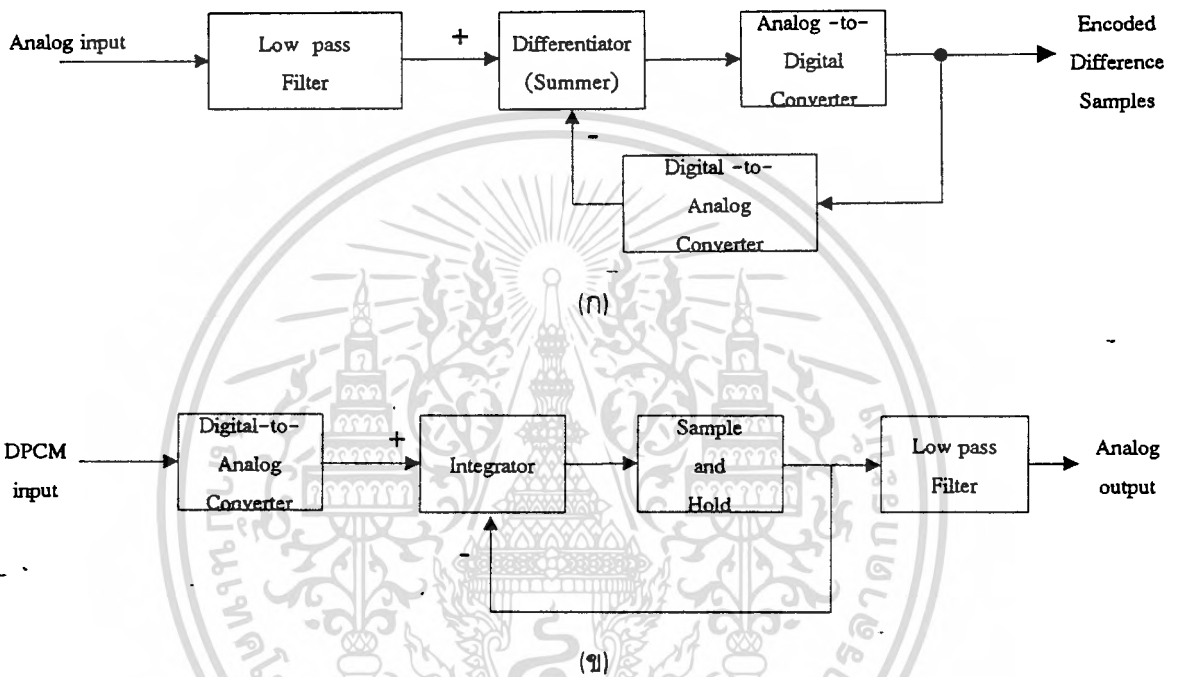 Analog input
Low pass
Filter
+
Differentiator
(Summer)
-
Analog -to-
Digital
Converter
Encoded
Difference
Samples
Digital -to-
Analog
Converter
(ก)
DPCM
input
Digital-to-
Analog
Converter
+
Integrator
-
Sample
and
Hold
Low pass
Filter
Analog
output
(ข)